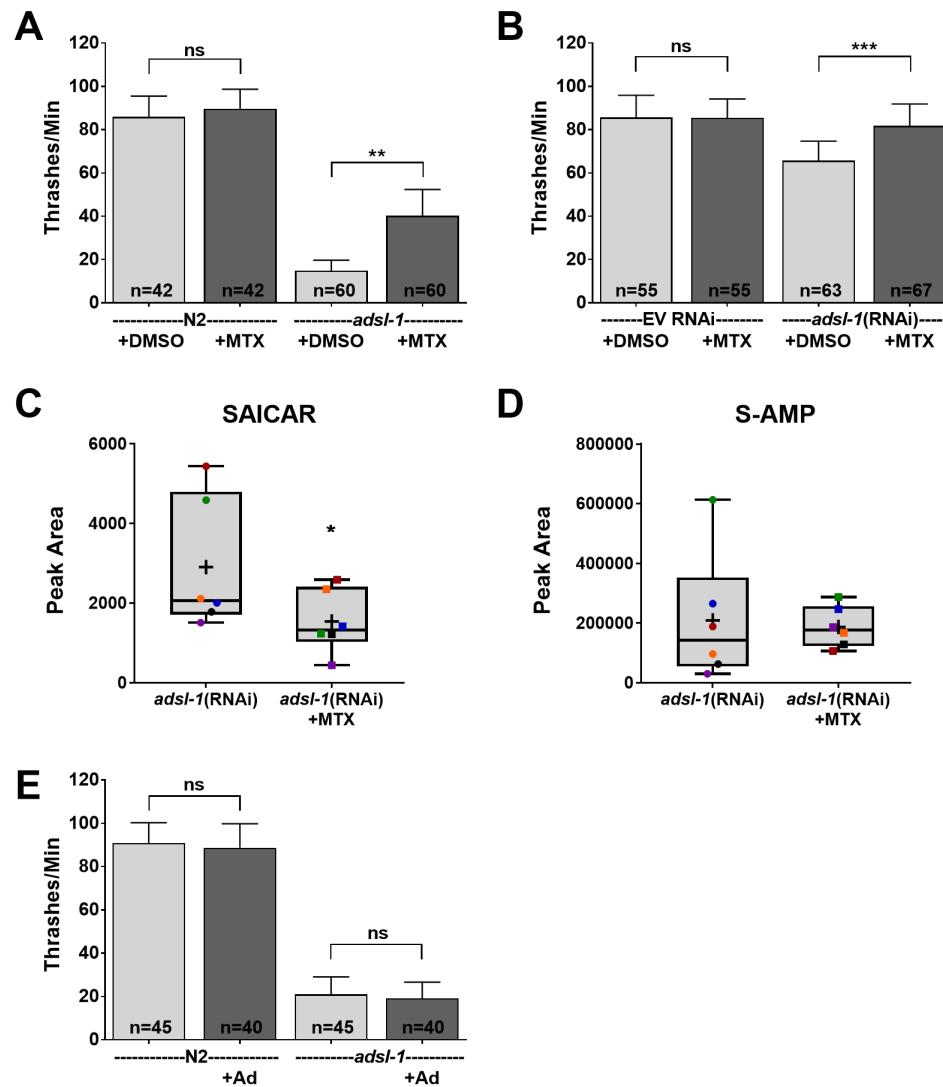 A
Thrashes/Min
120
100
80
60
40
20
0
ns
**
n=42
n=42
n=60
n=60
------------N2------------
----------adsl-1----------
+DMSO
+MTX
+DMSO
+MTX
B
Thrashes/Min
120
100
80
60
40
20
0
ns
***
n=55
n=55
n=63
n=67
-------EV RNAi-------
-----adsl-1(RNAi)----
+DMSO
+MTX
+DMSO
+MTX
C
SAICAR
Peak Area
6000
4000
2000
0
*
adsl-1(RNAi)
adsl-1(RNAi)
+MTX
D
S-AMP
Peak Area
800000
600000
400000
200000
0
adsl-1(RNAi)
adsl-1(RNAi)
+MTX
E
Thrashes/Min
120
100
80
60
40
20
0
ns
ns
n=45
n=40
n=45
n=40
------------N2------------
----------adsl-1----------
+Ad
+Ad